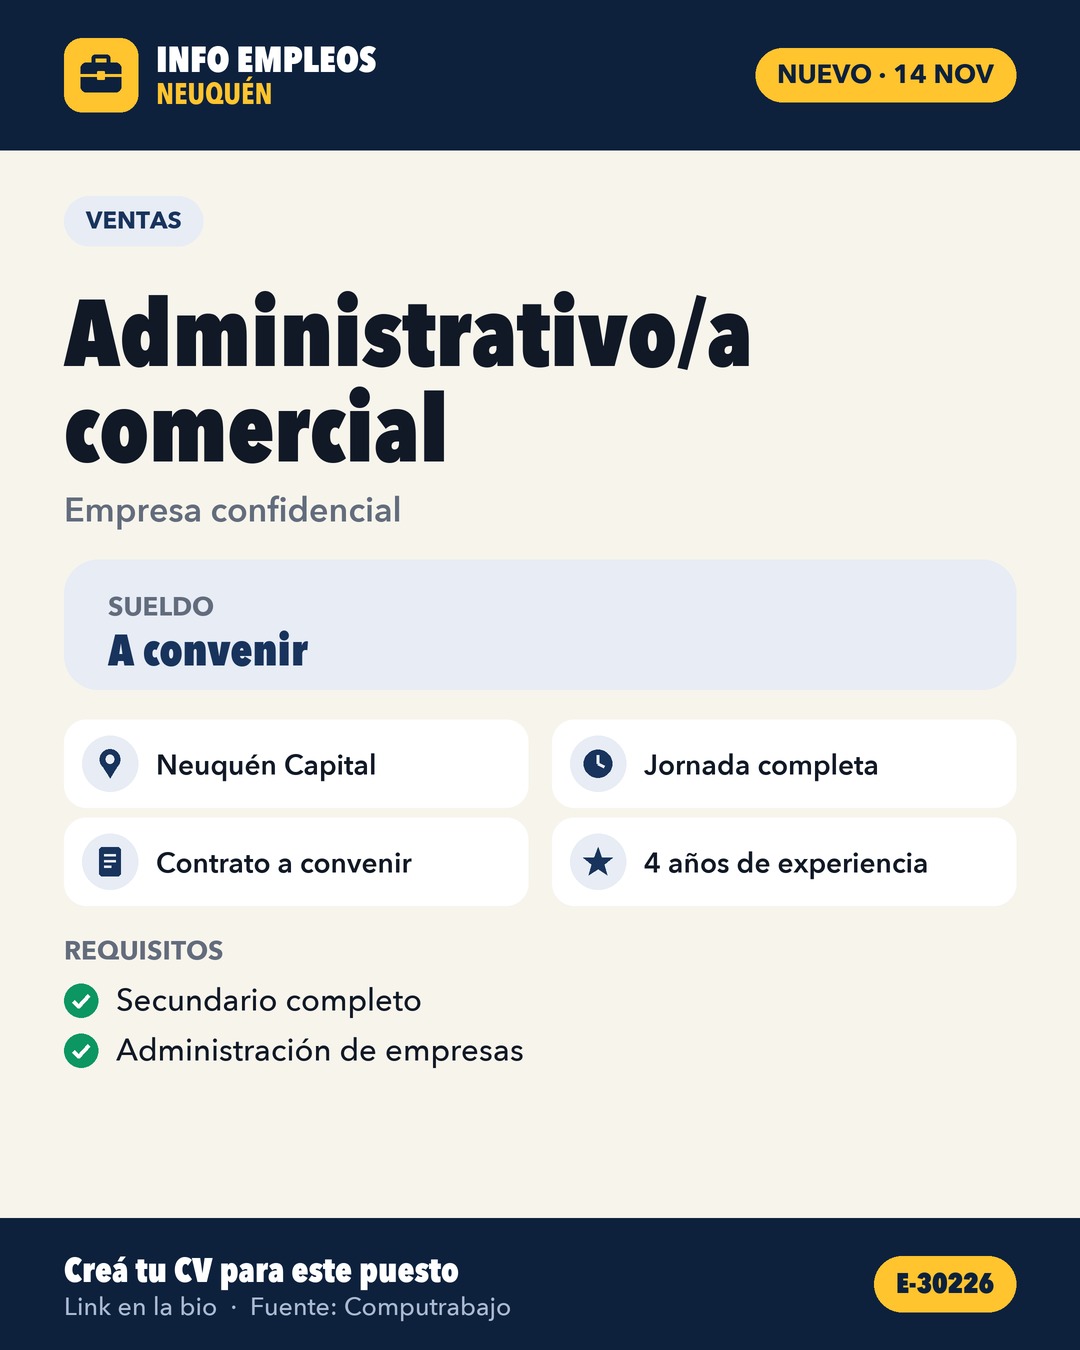 INFO EMPLEOS
NEUQUÉN
NUEVO · 14 NOV
VENTAS
Administrativo/a
comercial
Empresa confidencial
SUELDO
A convenir
Neuquén Capital
Jornada completa
Contrato a convenir
4 años de experiencia
REQUISITOS
Secundario completo
Administración de empresas
Creá tu CV para este puesto
Link en la bio · Fuente: Computrabajo
E-30226